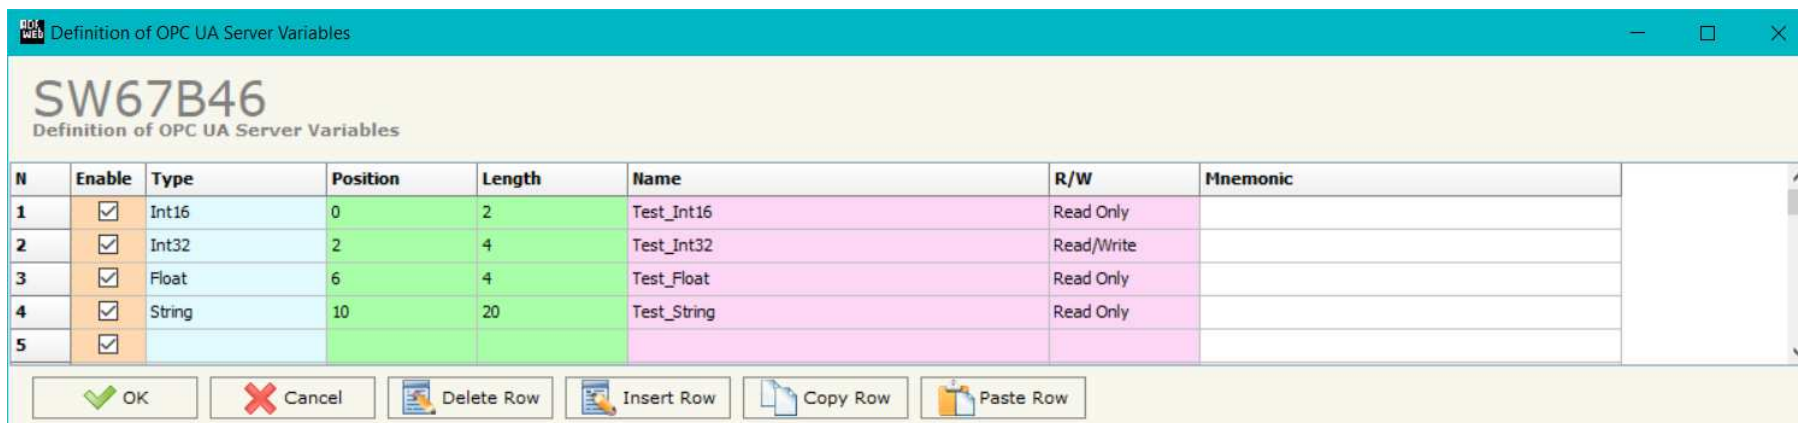 ADF WEB Definition of OPC UA Server Variables
SW67B46
Definition of OPC UA Server Variables
N Enable Type Position Length Name R/W Mnemonic
1 Int16 0 2 Test_Int16 Read Only
2 Int32 2 4 Test_Int32 Read/Write
3 Float 6 4 Test_Float Read Only
4 String 10 20 Test_String Read Only
5
OK Cancel Delete Row Insert Row Copy Row Paste Row